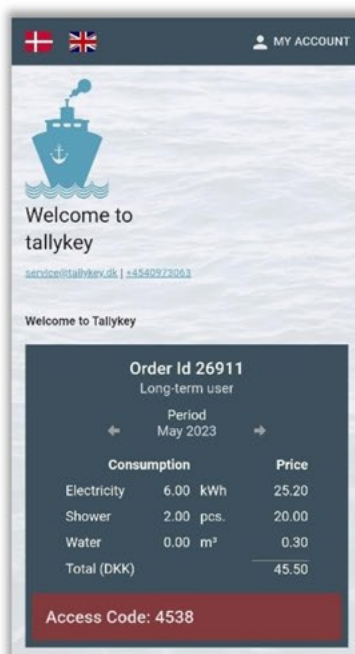 MY ACCOUNT
Welcome to
tallykey
service@tallykey.dk | +4540973063
Welcome to Tallykey
Order Id 26911
Long-term user
Period
May 2023
Consumption Price
Electricity 6.00 kWh 25.20
Shower 2.00 pcs. 20.00
Water 0.00 m³ 0.30
Total (DKK) 45.50
Access Code: 4538